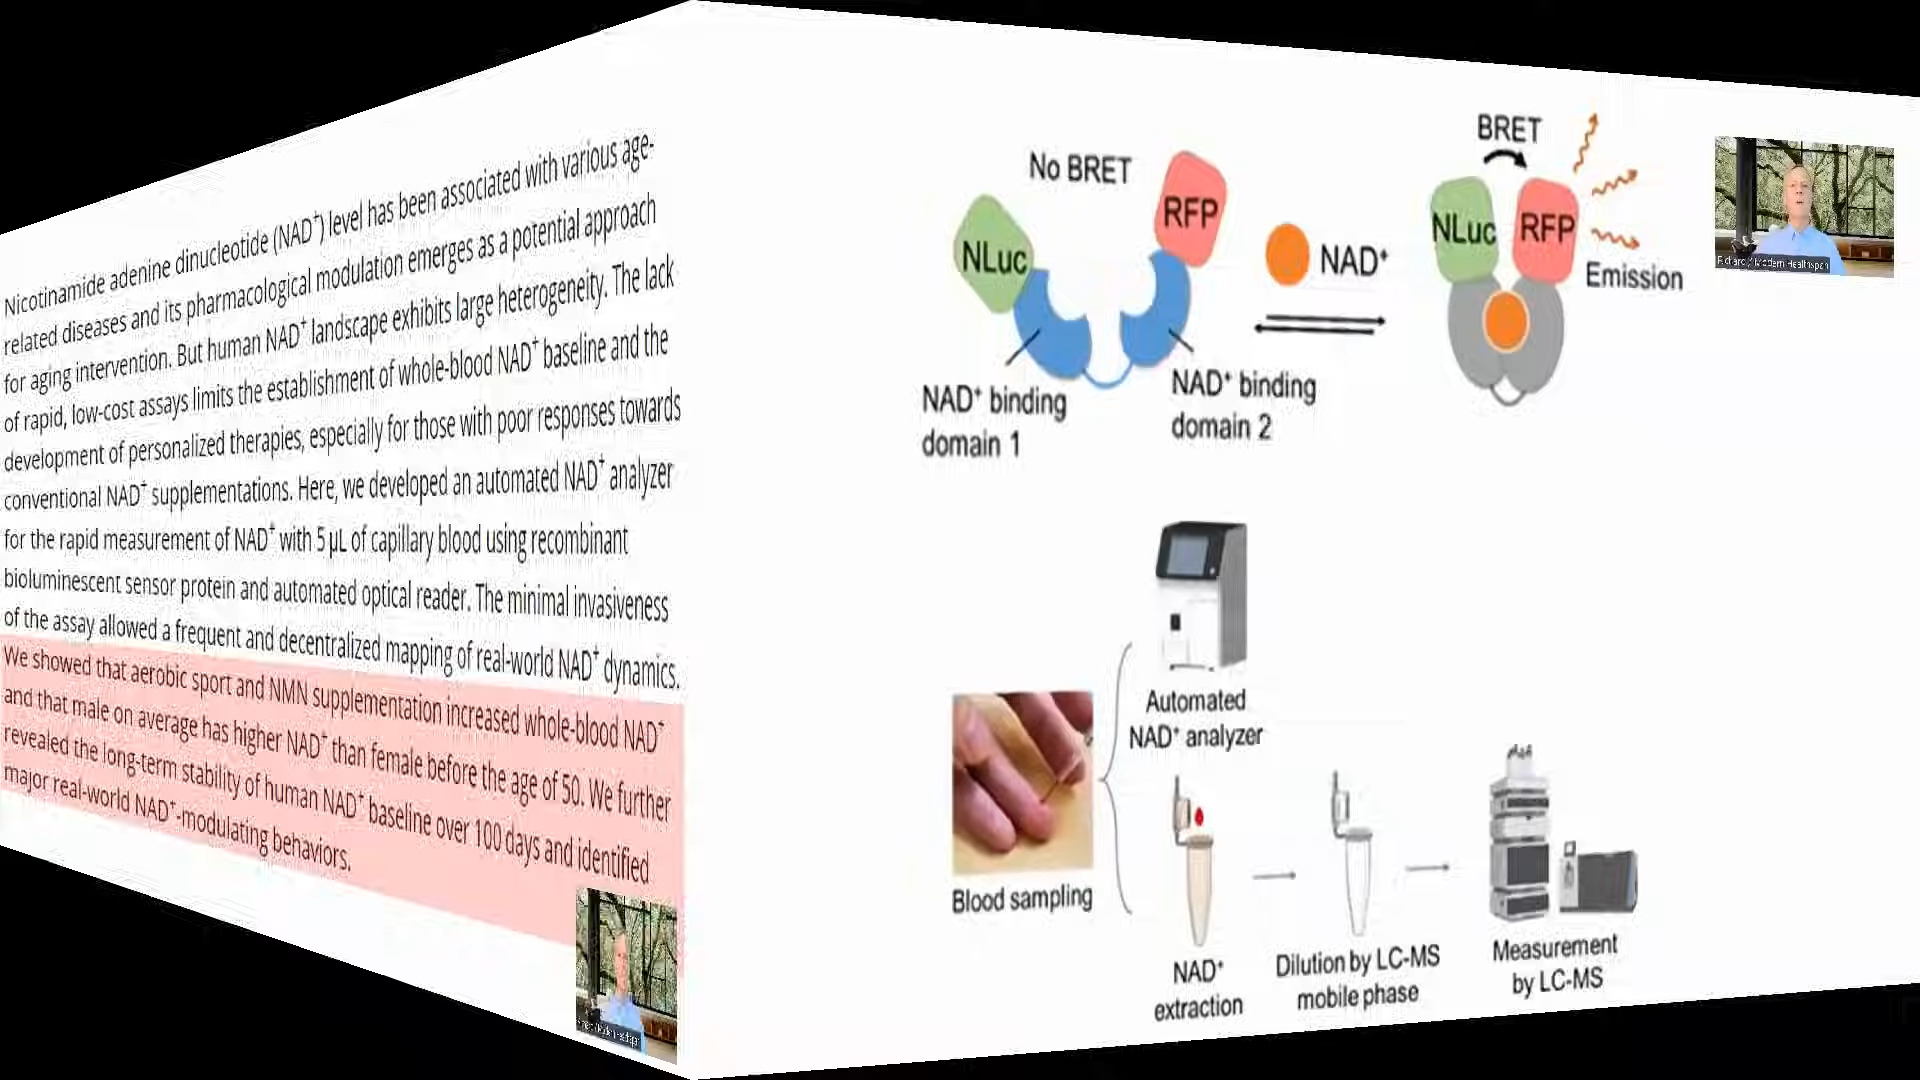 Nicotinamide adenine dinucleotide (NAD⁺) level has been associated with various age-
related diseases and its pharmacological modulation emerges as a potential approach
for aging intervention. But human NAD⁺ landscape exhibits large heterogeneity. The lack
of rapid, low-cost assays limits the establishment of whole-blood NAD⁺ baseline and the
development of personalized therapies, especially for those with poor responses towards
conventional NAD⁺ supplementations. Here, we developed an automated NAD⁺ analyzer
for the rapid measurement of NAD⁺ with 5 µL of capillary blood using recombinant
bioluminescent sensor protein and automated optical reader. The minimal invasiveness
of the assay allowed a frequent and decentralized mapping of real-world NAD⁺ dynamics.
We showed that aerobic sport and NMN supplementation increased whole-blood NAD⁺
and that male on average has higher NAD⁺ than female before the age of 50. We further
revealed the long-term stability of human NAD⁺ baseline over 100 days and identified
major real-world NAD⁺-modulating behaviors.
No BRET
NLuc
RFP
NAD⁺ binding
domain 1
NAD⁺ binding
domain 2
NAD⁺
BRET
NLuc
RFP
Emission
Modern Healthspan
Blood sampling
Automated
NAD⁺ analyzer
NAD⁺
extraction
Dilution by LC-MS
mobile phase
Measurement
by LC-MS